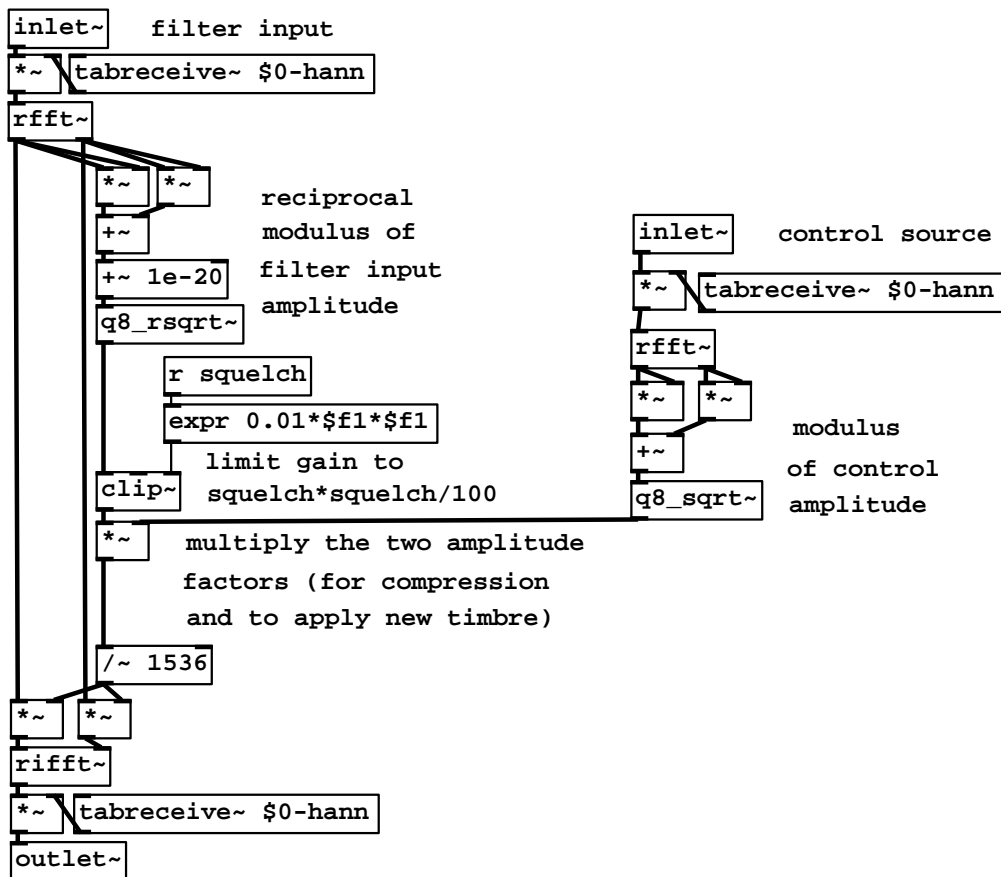 inlet~ filter input
*~ tabreceive~ $0-hann
rfft~
*~ *~
reciprocal
+~ modulus of
+~ 1e-20 filter input
amplitude
q8_rsqrt~
r squelch
expr 0.01*$f1*$f1
limit gain to
clip~ squelch*squelch/100
*~ multiply the two amplitude
factors (for compression
and to apply new timbre)
/~ 1536
*~ *~
rifft~
*~ tabreceive~ $0-hann
outlet~
inlet~ control source
*~ tabreceive~ $0-hann
rfft~
*~ *~
modulus
+~ of control
q8_sqrt~ amplitude